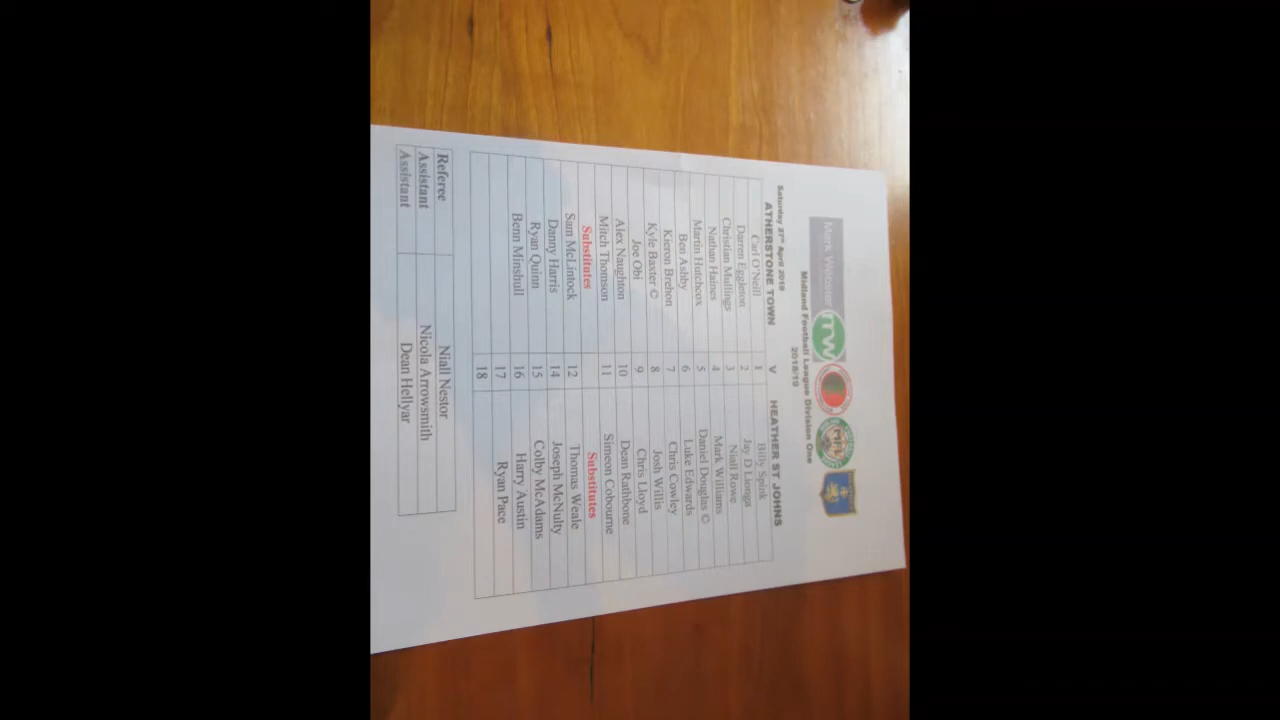 Mark Webster mw
Midland Football League Division One
2018/19
Saturday 27th April 2019
ATHERSTONE TOWN V HEATHER ST JOHNS
Carl O'Neill 1 Billy Spink
Darren Eggleton 2 Jay D Lionga
Christian Mullings 3 Niall Rowe
Nathan Haines 4 Mark Williams
Martin Hutchcox 5 Daniel Douglas ©
Ben Ashby 6 Luke Edwards
Kieron Brehon 7 Chris Cowley
Kyle Baxter © 8 Josh Willis
Joe Obi 9 Chris Lloyd
Alex Naughton 10 Dean Rathbone
Mitch Thomson 11 Simeon Cobourne
Substitutes Substitutes
Sam McLintock 12 Thomas Weale
Danny Harris 14 Joseph McNulty
Ryan Quinn 15 Colby McAdams
Benn Minshull 16 Harry Austin
17 Ryan Pace
18
Referee Niall Nestor
Assistant Nicola Arrowsmith
Assistant Dean Hellyar